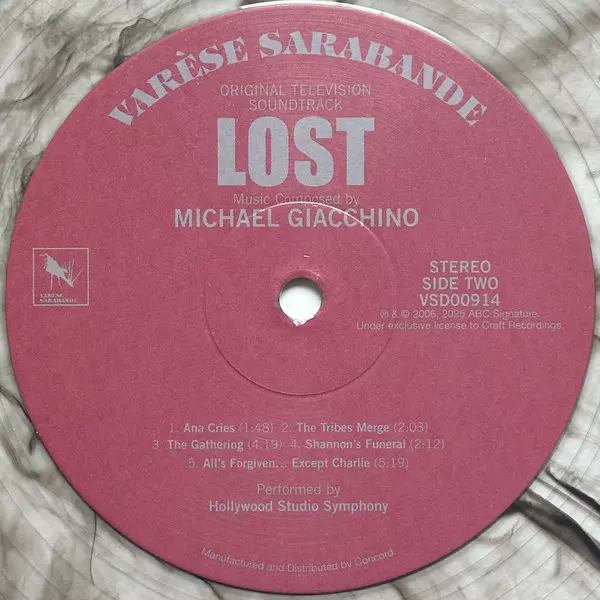 VARÈSE SARABANDE
ORIGINAL TELEVISION
SOUNDTRACK
LOST
Music Composed by
MICHAEL GIACCHINO
VARÈSE
SARABANDE
STEREO
SIDE TWO
VSD00914
℗ & © 2006, 2025 ABC Signature.
Under exclusive license to Craft Recordings.
1. Ana Cries (1:48) 2. The Tribes Merge (2:03)
3 The Gathering (4.19) 4. Shannon's Funeral (2:12)
5. All's Forgiven... Except Charlie (5:19)
Performed by
Hollywood Studio Symphony
Manufactured and Distributed by Concord